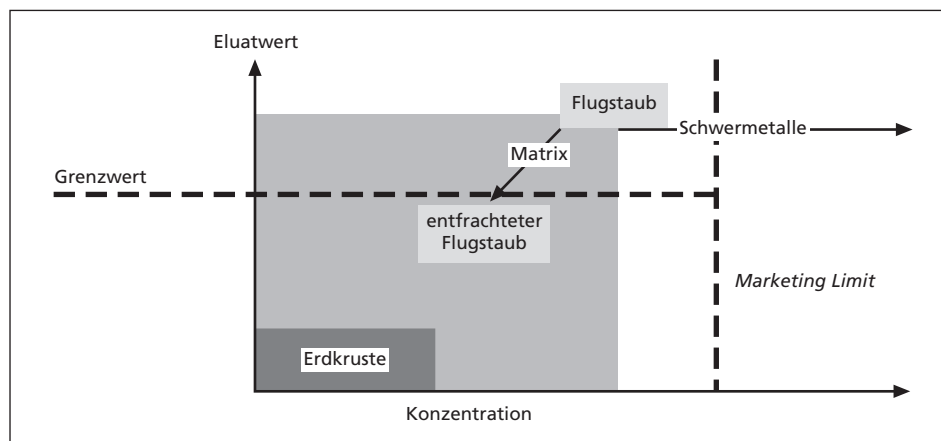 Eluatwert
Flugstaub
Schwermetalle
Matrix
Grenzwert
entfrachteter
Flugstaub
Marketing Limit
Erdkruste
Konzentration